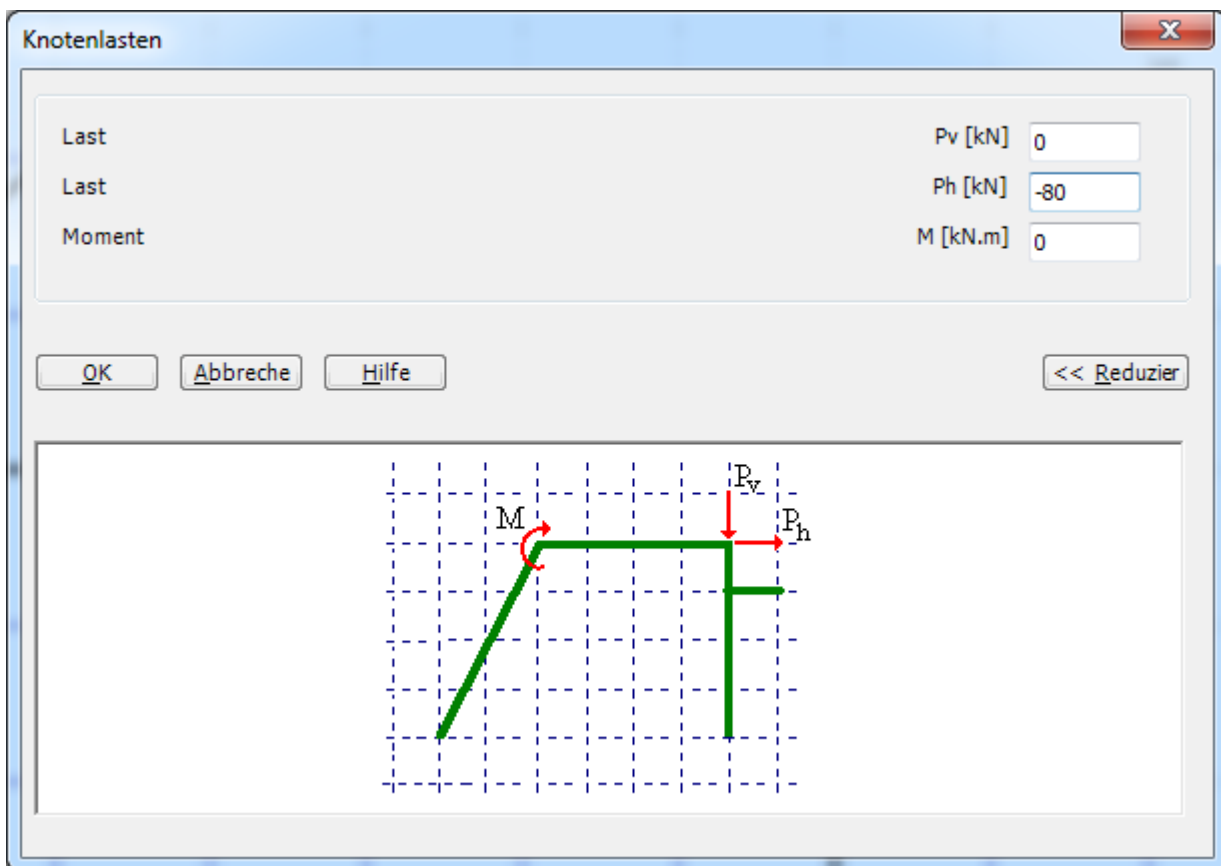 Knotenlasten
Last Pv [kN] 0
Last Ph [kN] -80
Moment M [kN.m] 0
OK Abbreche Hilfe << Reduzier
Pv
M Ph